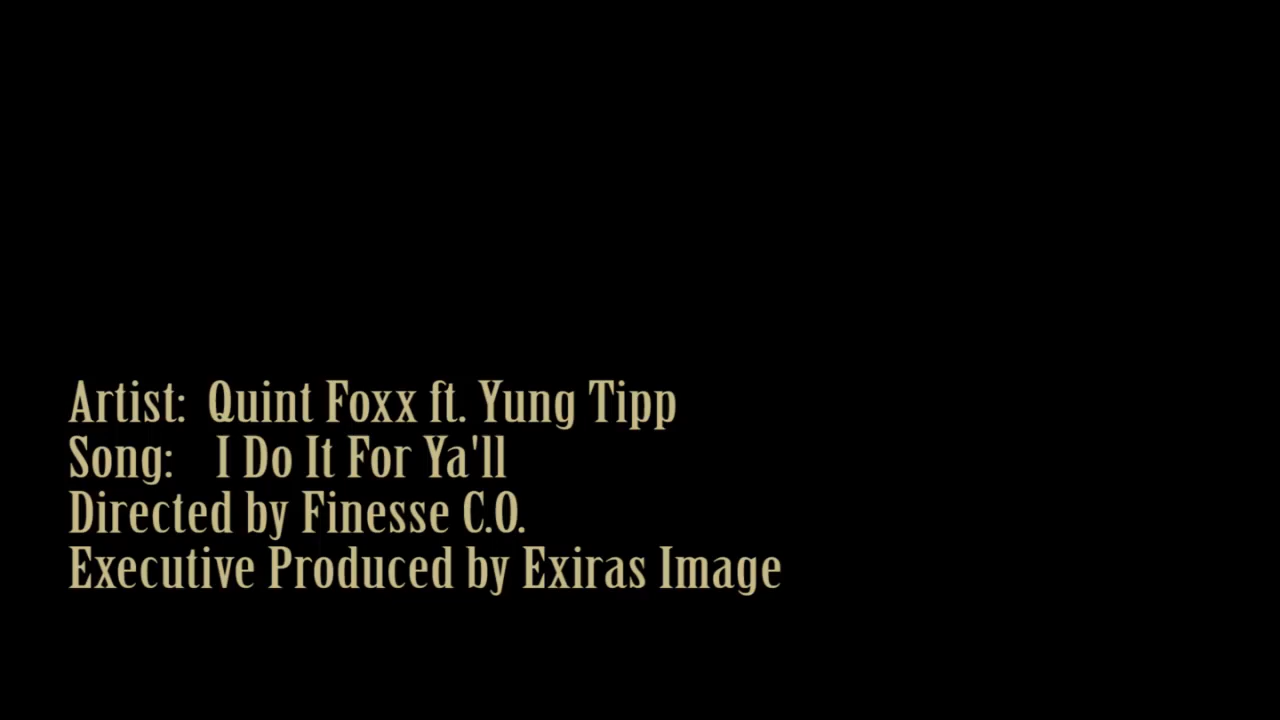 Artist: Quint Foxx ft. Yung Tipp
Song: I Do It For Ya'll
Directed by Finesse C.O.
Executive Produced by Exiras Image